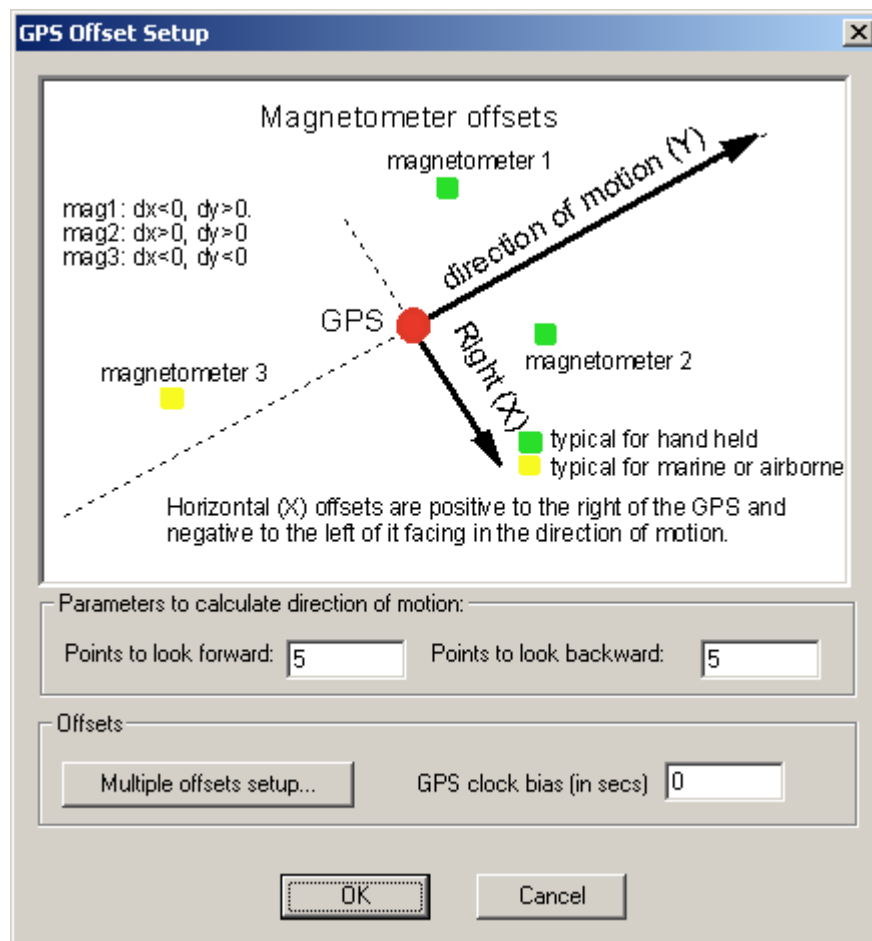 GPS Offset Setup
Magnetometer offsets
magnetometer 1
direction of motion (Y)
mag1: dx<0, dy>0.
mag2: dx>0, dy>0
mag3: dx<0, dy<0
GPS
Right (X)
magnetometer 2
magnetometer 3
typical for hand held
typical for marine or airborne
Horizontal (X) offsets are positive to the right of the GPS and
negative to the left of it facing in the direction of motion.
Parameters to calculate direction of motion:
Points to look forward: 5 Points to look backward: 5
Offsets
Multiple offsets setup... GPS clock bias (in secs) 0
OK Cancel